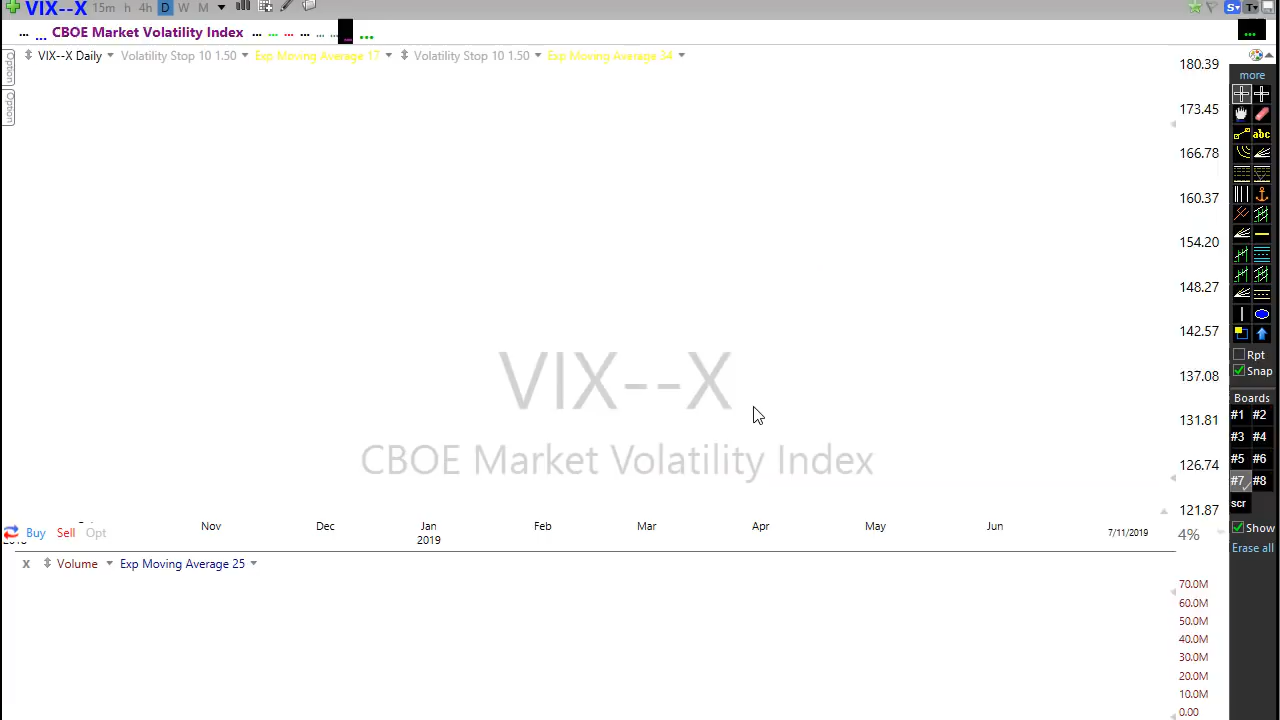 VIX--X 15m h 4h D W M S T
... ... CBOE Market Volatility Index ... ... ... ... ... ... ... ...
VIX--X Daily Volatility Stop 10 1.50 Exp Moving Average 17 Volatility Stop 10 1.50 Exp Moving Average 34
Option
Option
180.39
173.45
166.78
160.37
154.20
148.27
142.57
137.08
131.81
126.74
121.87
more
abc
Rpt
Snap
Boards
#1 #2
#3 #4
#5 #6
#7 #8
scr
Show
Erase all
VIX--X
CBOE Market Volatility Index
Nov Dec Jan Feb Mar Apr May Jun 7/11/2019
2019
Buy Sell Opt
4%
X Volume Exp Moving Average 25
70.0M
60.0M
50.0M
40.0M
30.0M
20.0M
10.0M
0.00